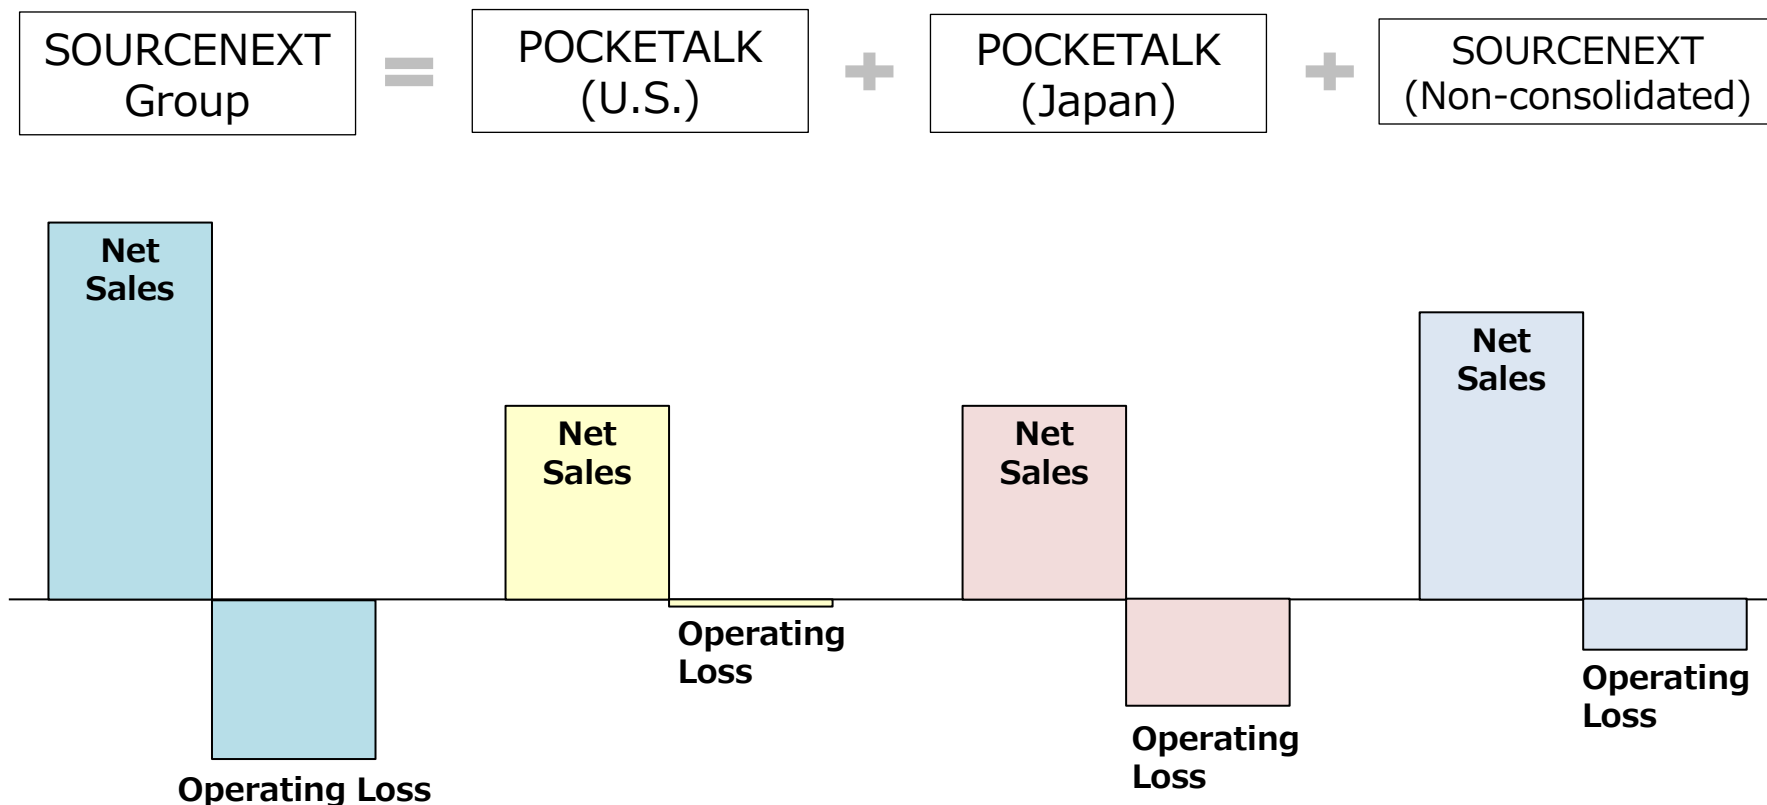 SOURCENEXT
Group
=
POCKETALK
(U.S.)
+
POCKETALK
(Japan)
+
SOURCENEXT
(Non-consolidated)
Net
Sales
Operating Loss
Net
Sales
Operating
Loss
Net
Sales
Operating
Loss
Net
Sales
Operating
Loss